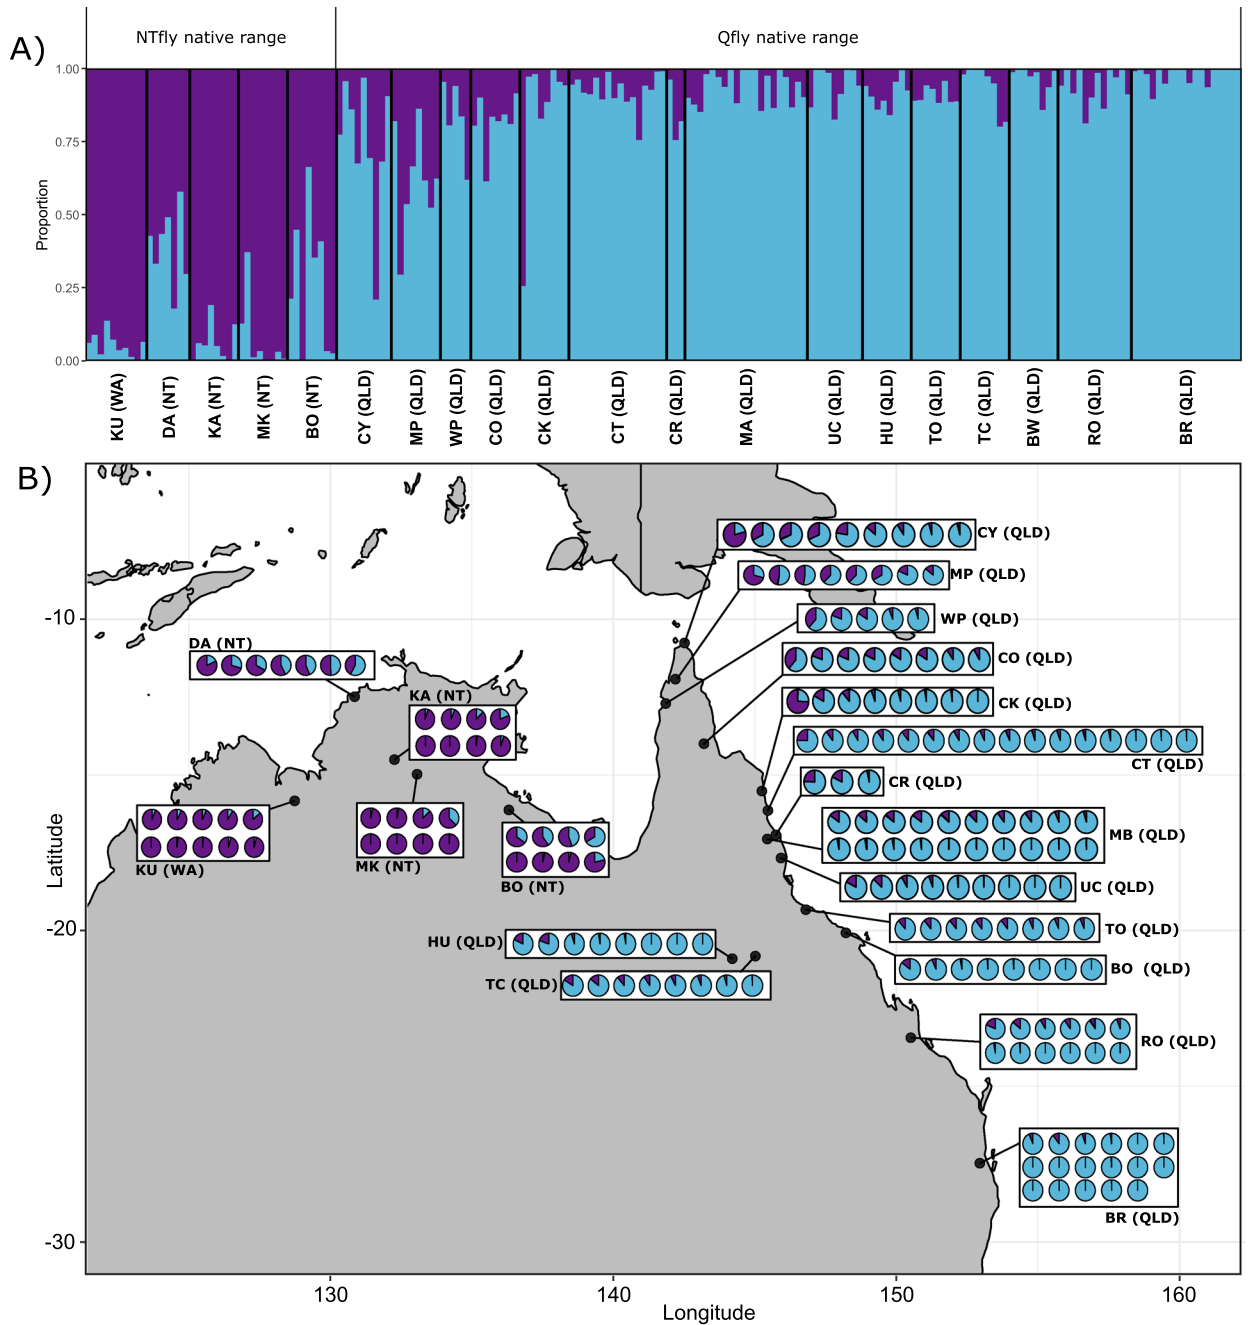 A)
NTfly native range
Qfly native range
Proportion
1.00
0.75
0.50
0.25
0.00
KU (WA)
DA (NT)
KA (NT)
MK (NT)
BO (NT)
CY (QLD)
MP (QLD)
WP (QLD)
CO (QLD)
CK (QLD)
CT (QLD)
CR (QLD)
MA (QLD)
UC (QLD)
HU (QLD)
TO (QLD)
TC (QLD)
BW (QLD)
RO (QLD)
BR (QLD)
B)
CY (QLD)
MP (QLD)
WP (QLD)
DA (NT)
CO (QLD)
KA (NT)
CK (QLD)
CT (QLD)
CR (QLD)
MB (QLD)
KU (WA)
MK (NT)
BO (NT)
UC (QLD)
TO (QLD)
HU (QLD)
BO (QLD)
TC (QLD)
RO (QLD)
BR (QLD)
Latitude
-10
-20
-30
130
140
150
160
Longitude